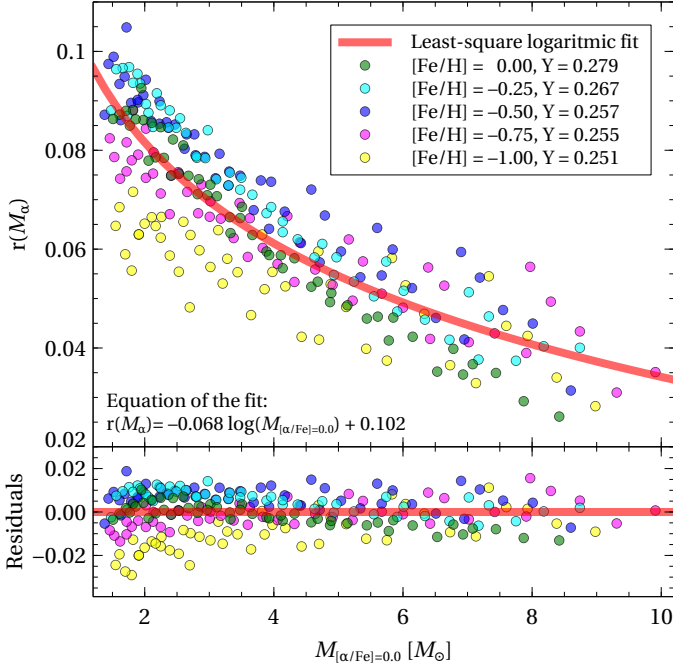 0.1
0.08
0.06
0.04
0.02
r(Mα)
Least-square logaritmic fit
[Fe/H] = 0.00, Y = 0.279
[Fe/H] = −0.25, Y = 0.267
[Fe/H] = −0.50, Y = 0.257
[Fe/H] = −0.75, Y = 0.255
[Fe/H] = −1.00, Y = 0.251
Equation of the fit:
r(Mα)= −0.068 log(M[α/Fe]=0.0) + 0.102
0.02
0.00
−0.02
Residuals
2 4 6 8 10
M[α/Fe]=0.0 [M⊙]